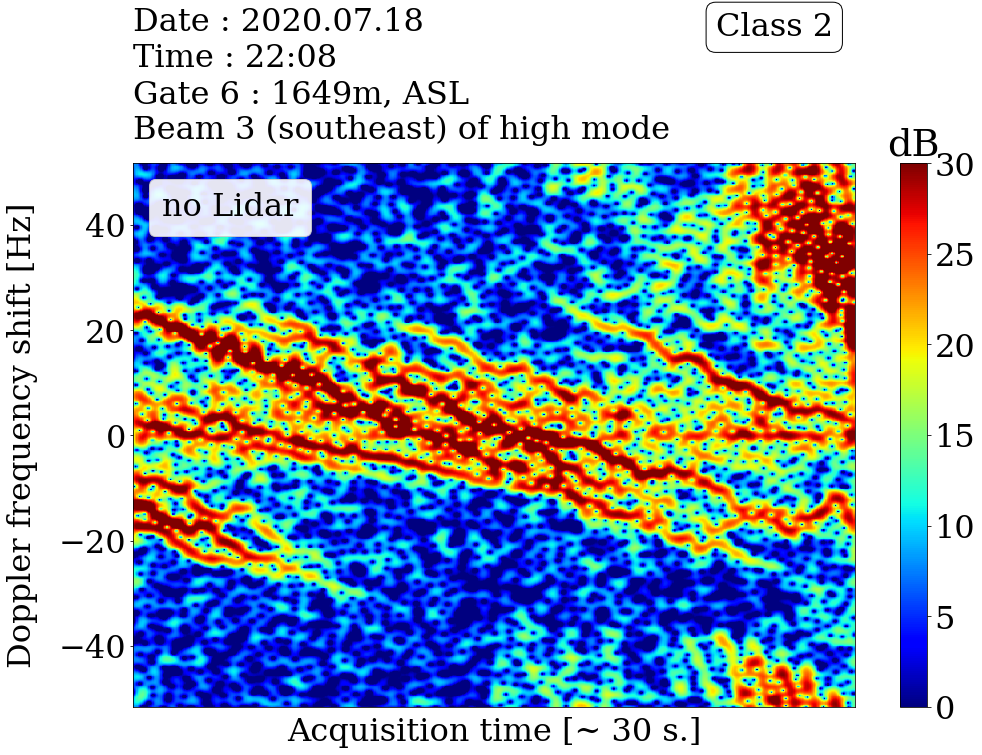 Date : 2020.07.18
Time : 22:08
Gate 6 : 1649m, ASL
Beam 3 (southeast) of high mode
Class 2
no Lidar
Doppler frequency shift [Hz]
40
20
0
−20
−40
Acquisition time [~ 30 s.]
dB
30
25
20
15
10
5
0